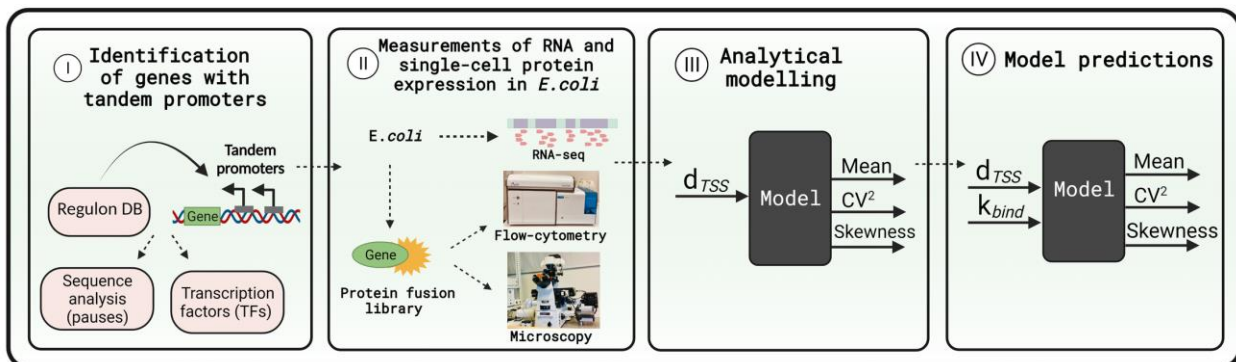 I
Identification
of genes with
tandem promoters
Tandem
promoters
Regulon DB
Gene
Sequence
analysis
(pauses)
Transcription
factors (TFs)
II
Measurements of RNA and
single-cell protein
expression in E.coli
E.coli
RNA-seq
Flow-cytometry
Gene
Protein fusion
library
Microscopy
III
Analytical
modelling
dTSS
Model
Mean
CV²
Skewness
IV
Model predictions
dTSS
kbind
Model
Mean
CV²
Skewness